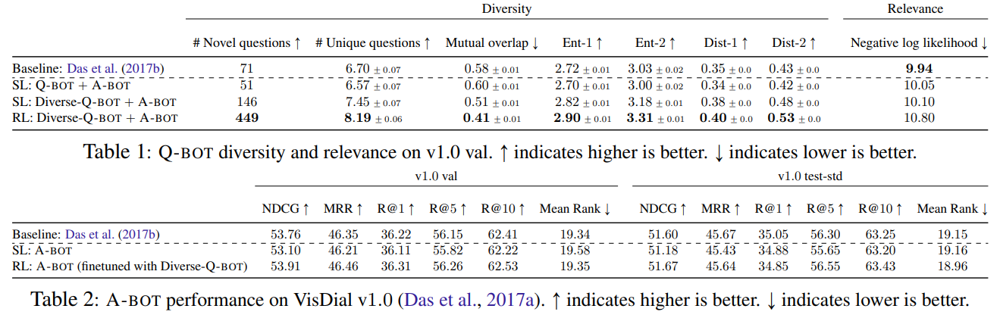 Diversity Relevance
# Novel questions ↑ # Unique questions ↑ Mutual overlap ↓ Ent-1 ↑ Ent-2 ↑ Dist-1 ↑ Dist-2 ↑ Negative log likelihood ↓
Baseline: Das et al. (2017b) 71 6.70 ± 0.07 0.58 ± 0.01 2.72 ± 0.01 3.03 ± 0.02 0.35 ± 0.0 0.43 ± 0.0 9.94
SL: Q-BOT + A-BOT 51 6.57 ± 0.07 0.60 ± 0.01 2.70 ± 0.01 3.00 ± 0.02 0.34 ± 0.0 0.42 ± 0.0 10.05
SL: Diverse-Q-BOT + A-BOT 146 7.45 ± 0.07 0.51 ± 0.01 2.82 ± 0.01 3.18 ± 0.01 0.38 ± 0.0 0.48 ± 0.0 10.10
RL: Diverse-Q-BOT + A-BOT 449 8.19 ± 0.06 0.41 ± 0.01 2.90 ± 0.01 3.31 ± 0.01 0.40 ± 0.0 0.53 ± 0.0 10.80
Table 1: Q-BOT diversity and relevance on v1.0 val. ↑ indicates higher is better. ↓ indicates lower is better.
v1.0 val v1.0 test-std
NDCG ↑ MRR ↑ R@1 ↑ R@5 ↑ R@10 ↑ Mean Rank ↓ NDCG ↑ MRR ↑ R@1 ↑ R@5 ↑ R@10 ↑ Mean Rank ↓
Baseline: Das et al. (2017b) 53.76 46.35 36.22 56.15 62.41 19.34 51.60 45.67 35.05 56.30 63.25 19.15
SL: A-BOT 53.10 46.21 36.11 55.82 62.22 19.58 51.18 45.43 34.88 55.65 63.20 19.16
RL: A-BOT (finetuned with Diverse-Q-BOT) 53.91 46.46 36.31 56.26 62.53 19.35 51.67 45.64 34.85 56.55 63.43 18.96
Table 2: A-BOT performance on VisDial v1.0 (Das et al., 2017a). ↑ indicates higher is better. ↓ indicates lower is better.